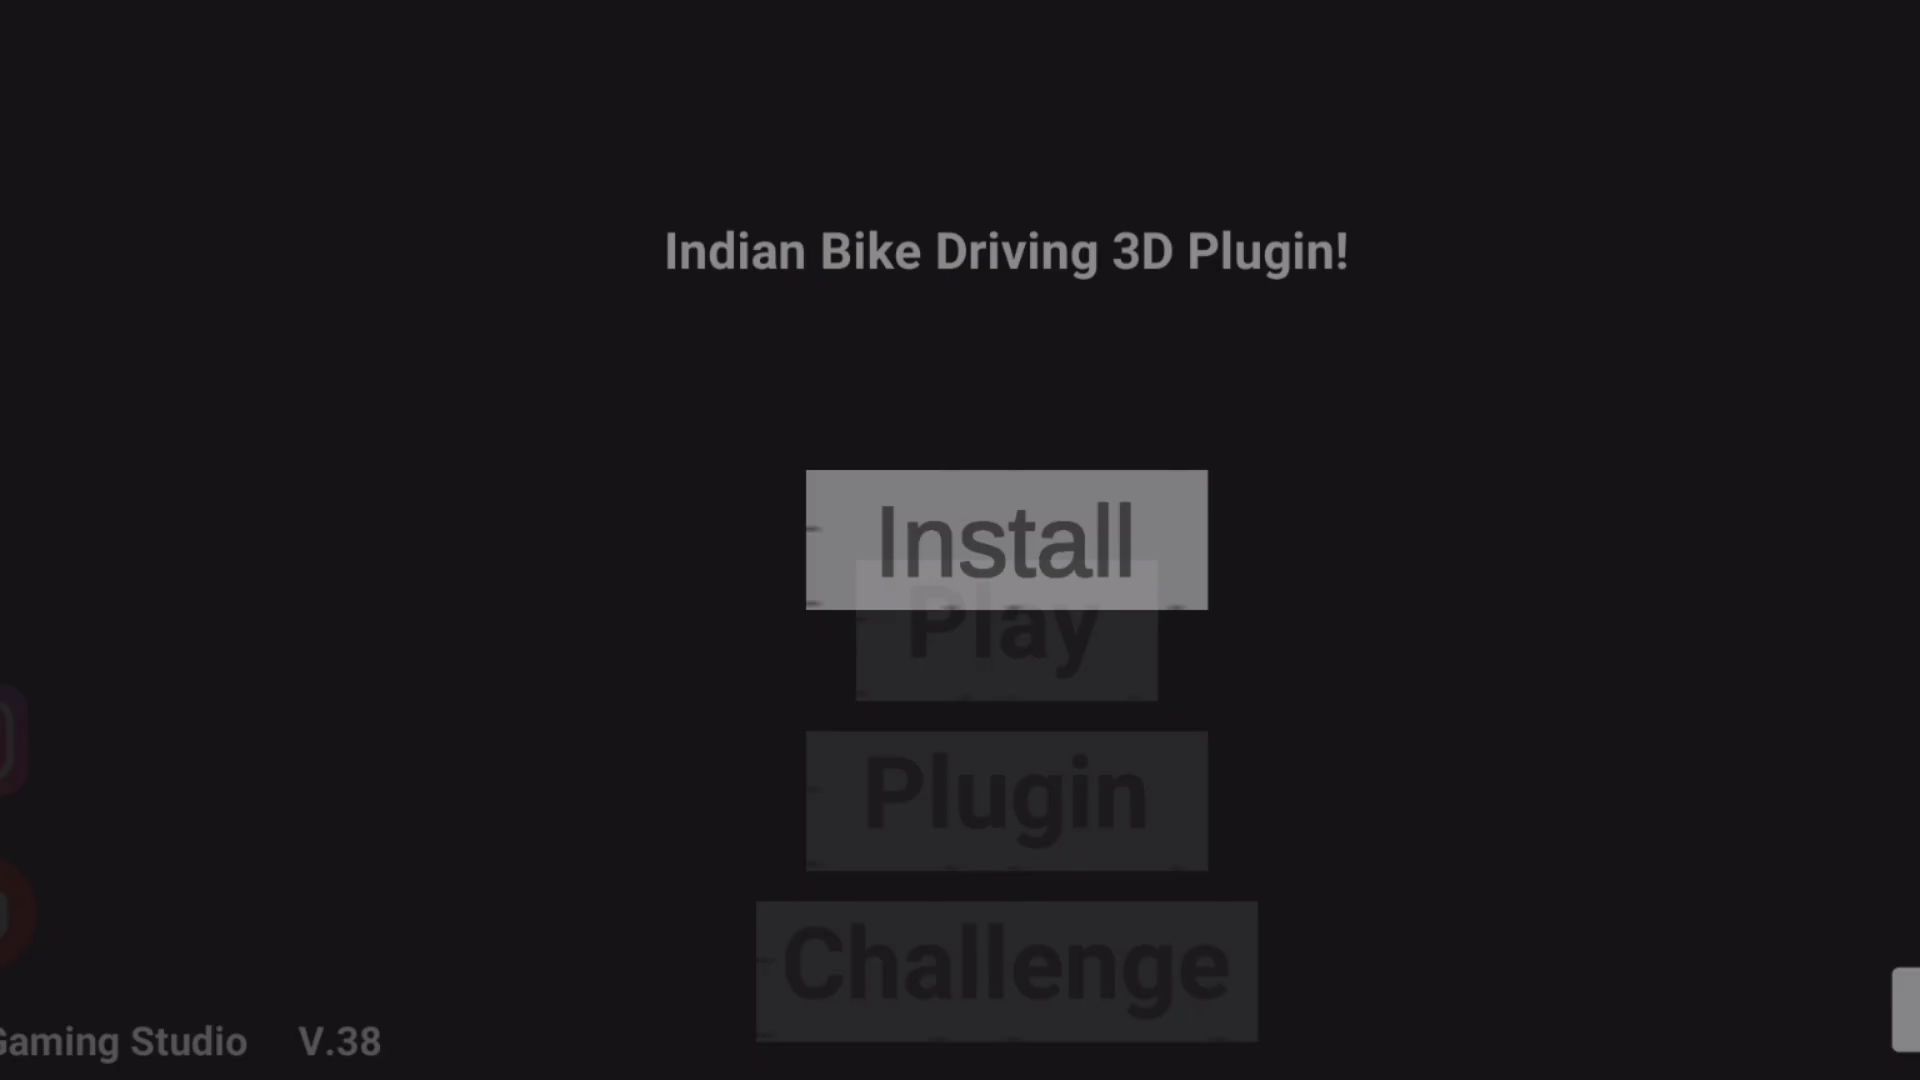 Indian Bike Driving 3D Plugin!
Install
Play
Plugin
Challenge
Gaming Studio V.38